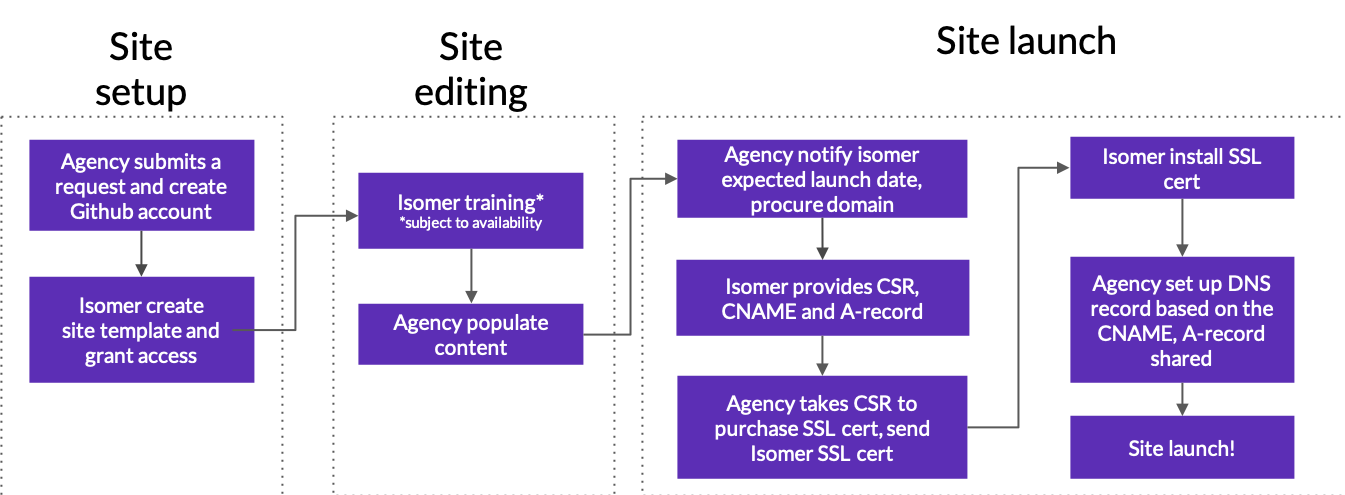 Site
setup
Agency submits a
request and create
Github account
Isomer create
site template and
grant access
Site
editing
Isomer training*
*subject to availability
Agency populate
content
Site launch
Agency notify isomer
expected launch date,
procure domain
Isomer provides CSR,
CNAME and A-record
Agency takes CSR to
purchase SSL cert, send
Isomer SSL cert
Isomer install SSL
cert
Agency set up DNS
record based on the
CNAME, A-record
shared
Site launch!